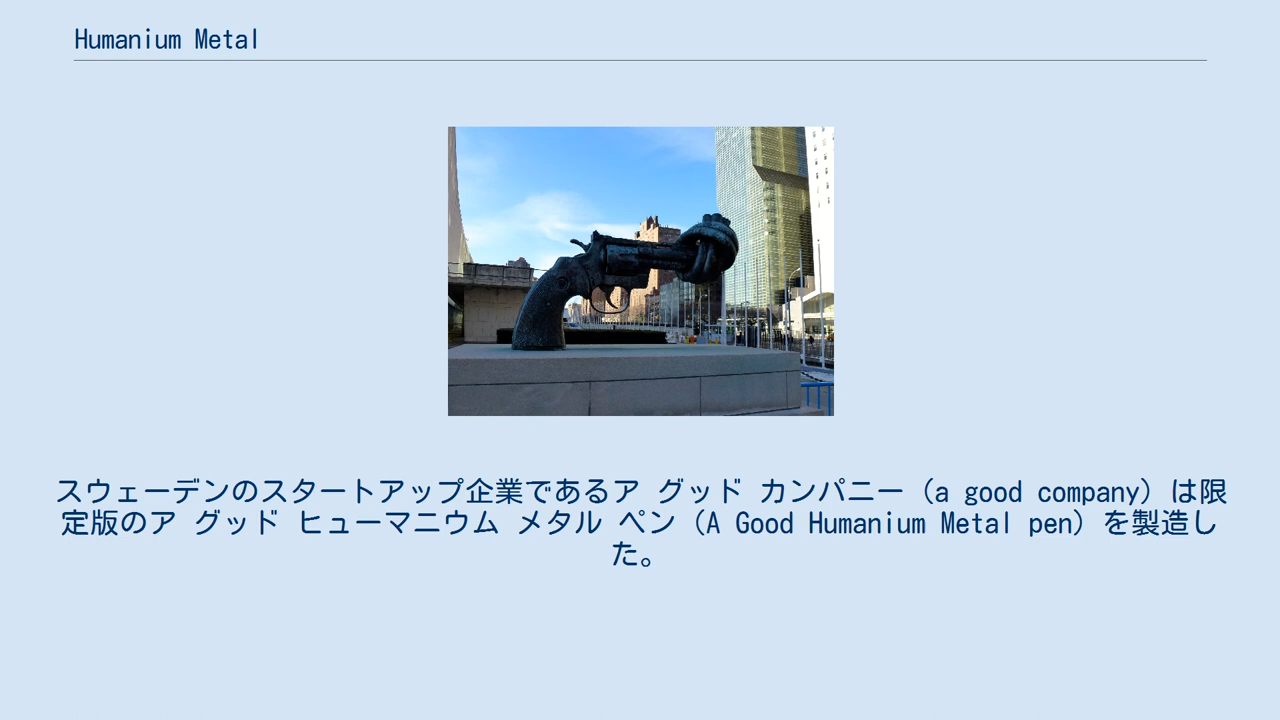 Humanium Metal
スウェーデンのスタートアップ企業であるア グッド カンパニー（a good company）は限
定版のア グッド ヒューマニウム メタル ペン（A Good Humanium Metal pen）を製造し
た。